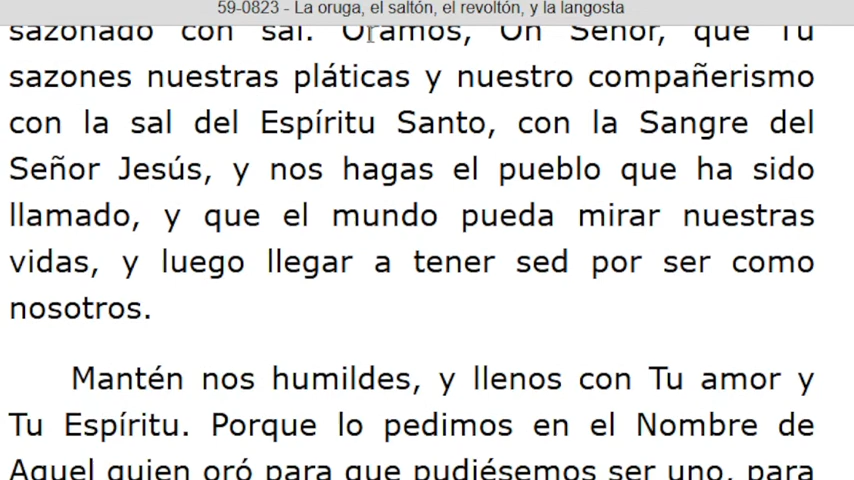 59-0823 - La oruga, el saltón, el revoltón, y la langosta
sazonado con sal. Oramos, Oh Señor, que Tú
sazones nuestras pláticas y nuestro compañerismo
con la sal del Espíritu Santo, con la Sangre del
Señor Jesús, y nos hagas el pueblo que ha sido
llamado, y que el mundo pueda mirar nuestras
vidas, y luego llegar a tener sed por ser como
nosotros.
Mantén nos humildes, y llenos con Tu amor y
Tu Espíritu. Porque lo pedimos en el Nombre de
Aquel quien oró para que pudiésemos ser uno, para